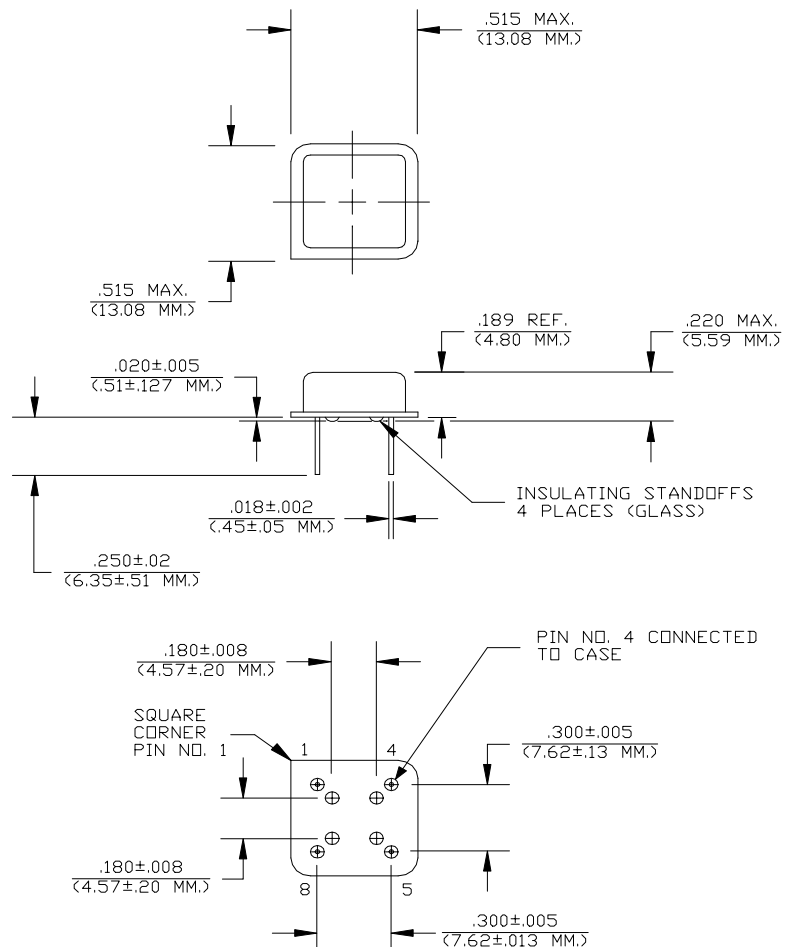 .515 MAX.
(13.08 MM.)
.515 MAX.
(13.08 MM.)
.189 REF.
(4.80 MM.)
.220 MAX.
(5.59 MM.)
.020±.005
(.51±.127 MM.)
INSULATING STANDOFFS
4 PLACES (GLASS)
.018±.002
(.45±.05 MM.)
.250±.02
(6.35±.51 MM.)
PIN NO. 4 CONNECTED
TO CASE
.180±.008
(4.57±.20 MM.)
SQUARE
CORNER
PIN NO. 1
1
4
.300±.005
(7.62±.13 MM.)
.180±.008
(4.57±.20 MM.)
8
5
.300±.005
(7.62±.013 MM.)